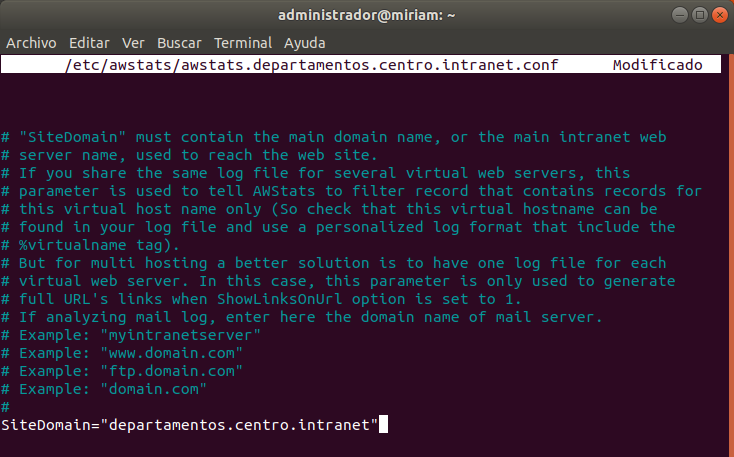 administrador@miriam: ~
Archivo Editar Ver Buscar Terminal Ayuda
/etc/awstats/awstats.departamentos.centro.intranet.conf Modificado
# "SiteDomain" must contain the main domain name, or the main intranet web
# server name, used to reach the web site.
# If you share the same log file for several virtual web servers, this
# parameter is used to tell AWStats to filter record that contains records for
# this virtual host name only (So check that this virtual hostname can be
# found in your log file and use a personalized log format that include the
# %virtualname tag).
# But for multi hosting a better solution is to have one log file for each
# virtual web server. In this case, this parameter is only used to generate
# full URL's links when ShowLinksOnUrl option is set to 1.
# If analyzing mail log, enter here the domain name of mail server.
# Example: "myintranetserver"
# Example: "www.domain.com"
# Example: "ftp.domain.com"
# Example: "domain.com"
#
SiteDomain="departamentos.centro.intranet"